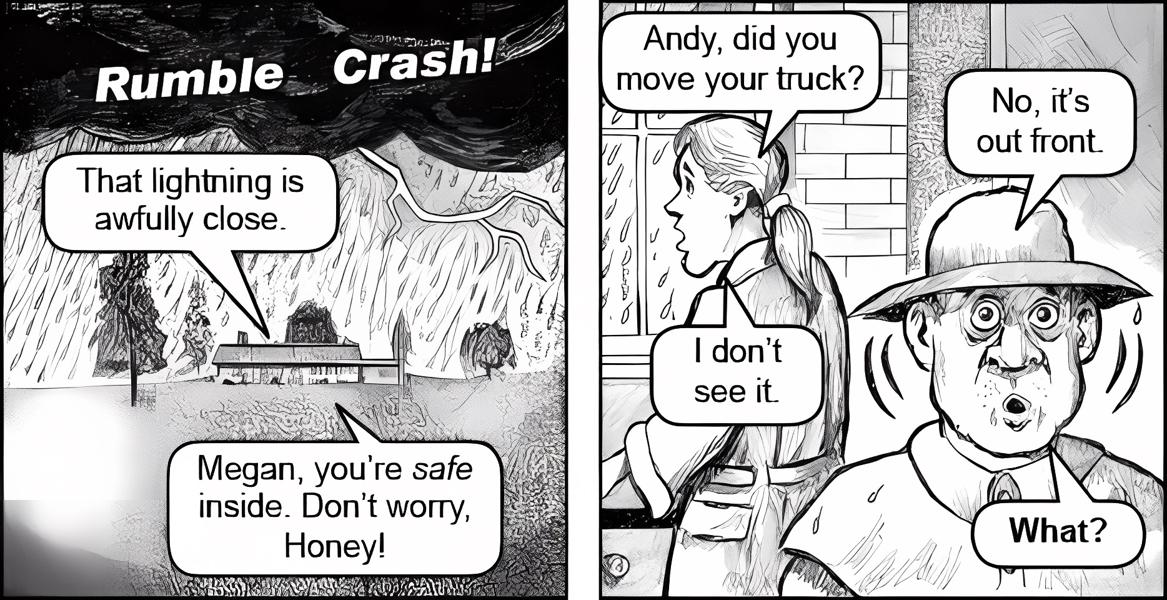 Rumble Crash!
That lightning is
awfully close.
Megan, you're safe
inside. Don't worry,
Honey!
Andy, did you
move your truck?
No, it's
out front.
I don't
see it.
What?